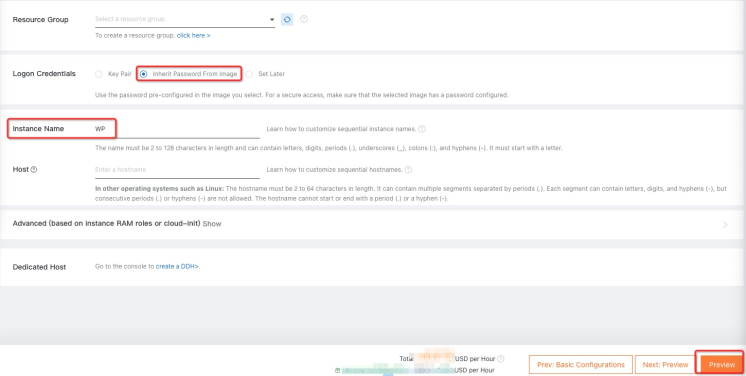 Resource Group Select a resource group.
To create a resource group. click here >
Logon Credentials Key Pair Inherit Password From Image Set Later
Use the password pre-configured in the image you select. For a secure access, make sure that the selected image has a password configured.
Instance Name WP Learn how to customize sequential instance names.
The name must be 2 to 128 characters in length and can contain letters, digits, periods (.), underscores (_), colons (:), and hyphens (-). It must start with a letter.
Host Enter a hostname Learn how to customize sequential hostnames.
In other operating systems such as Linux: The hostname must be 2 to 64 characters in length. It can contain multiple segments separated by periods (.). Each segment can contain letters, digits, and hyphens (-), but
consecutive periods (.) or hyphens (-) are not allowed. The hostname cannot start or end with a period (.) or a hyphen (-).
Advanced (based on instance RAM roles or cloud-init) Show
Dedicated Host Go to the console to create a DDH>.
Total USD per Hour
USD per Hour
Prev: Basic Configurations Next: Preview Preview